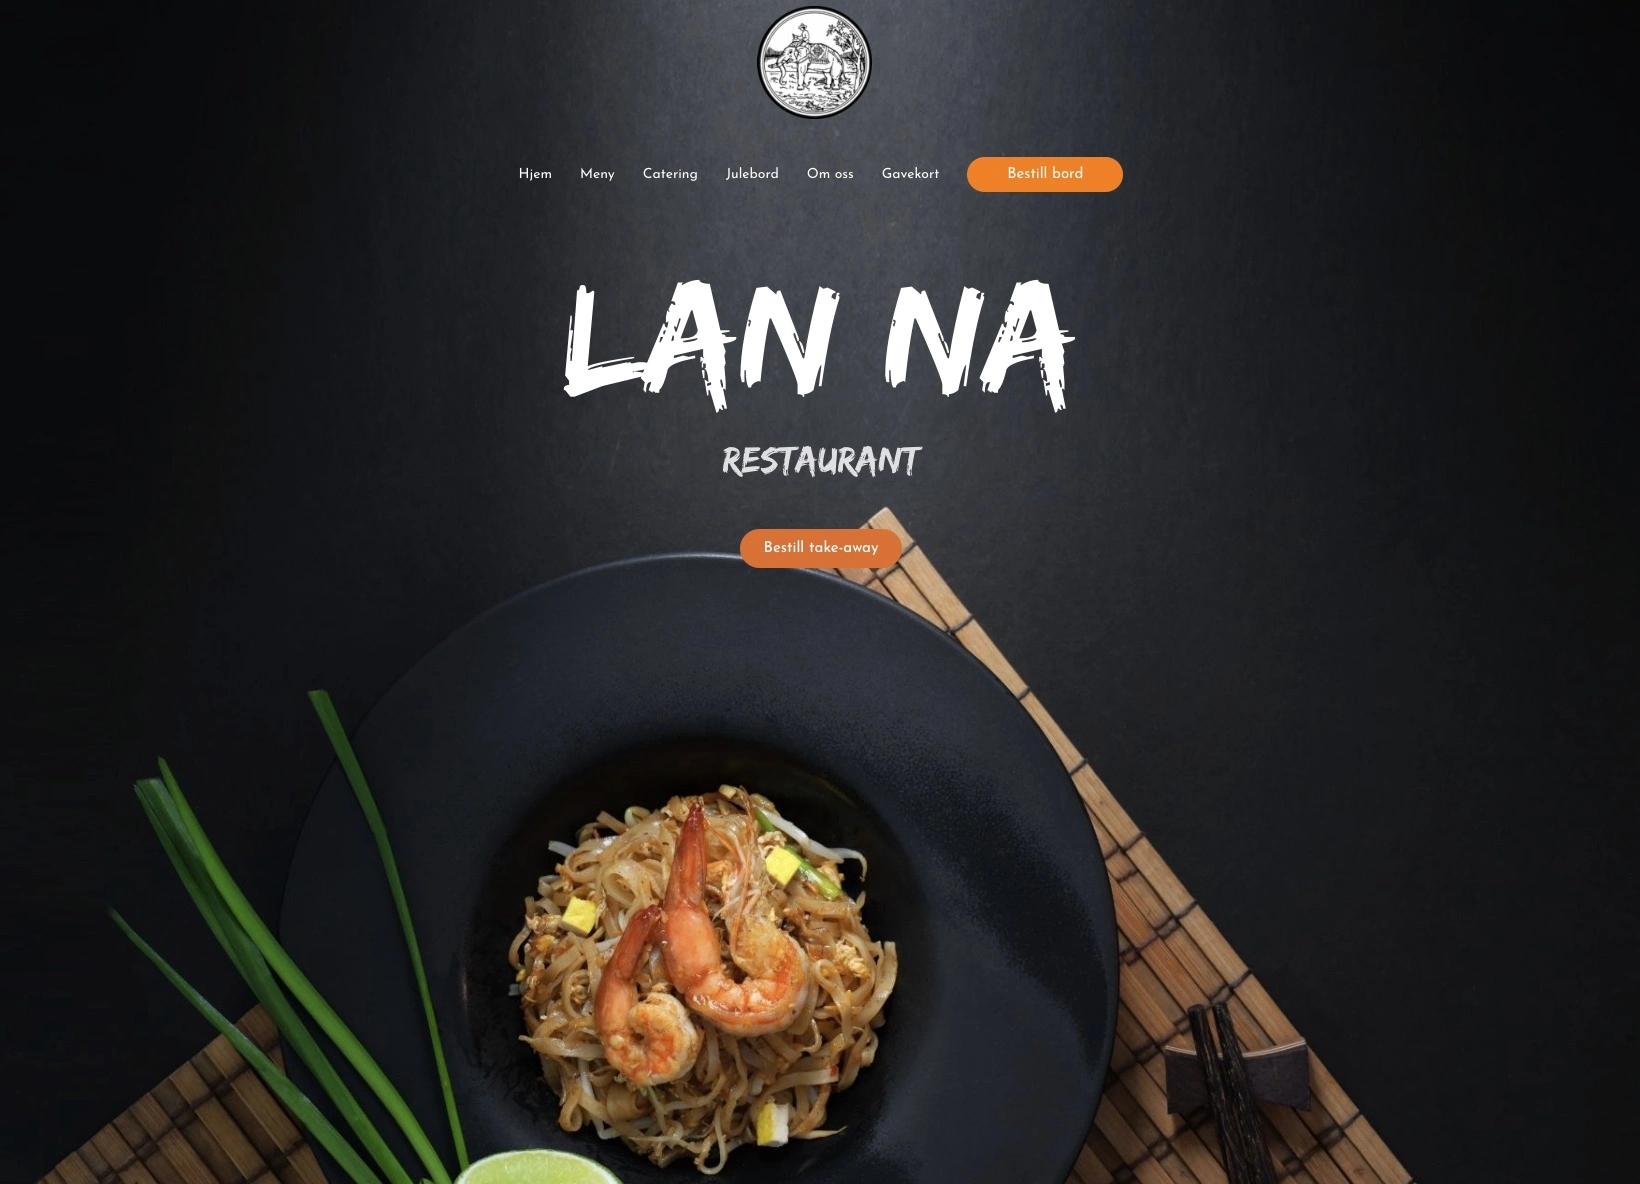 Hjem Meny Catering Julebord Om oss Gavekort Bestill bord
LAN NA
RESTAURANT
Bestill take-away